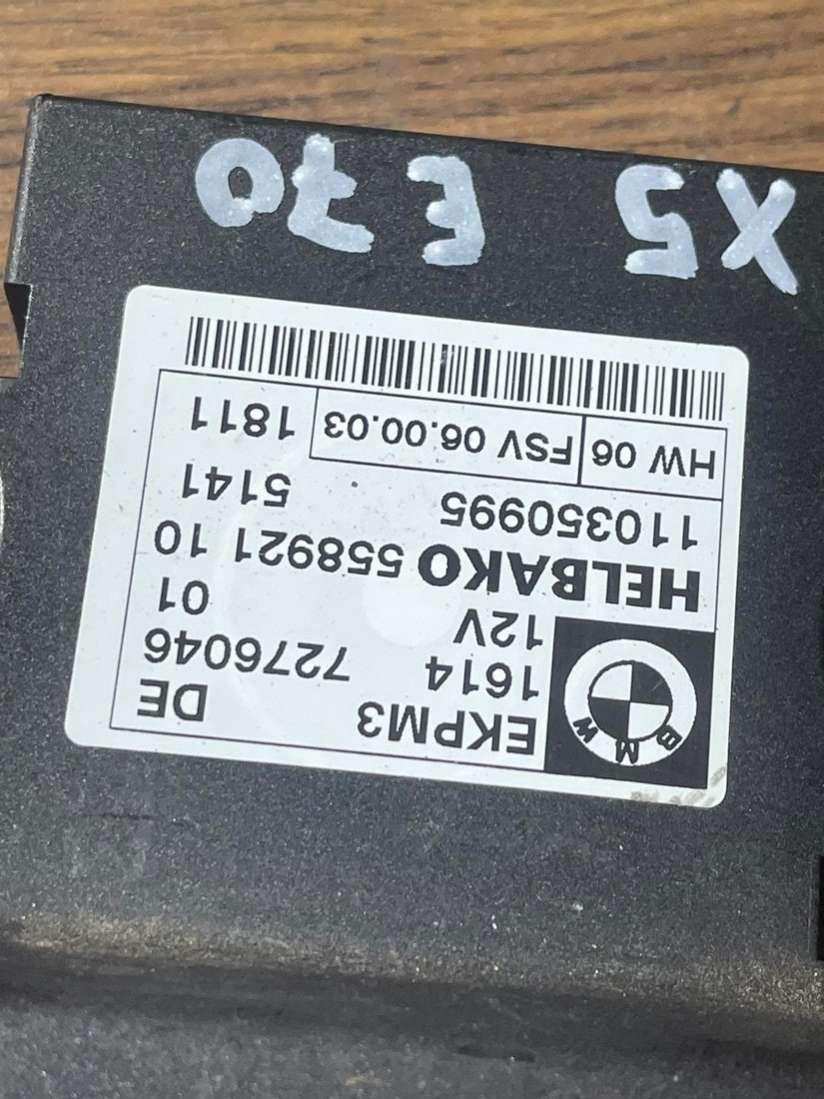 BMW
EKPM3 DE
1614 7276046
12V 01
HELBAKO 558921 10
110350995 5141
HW 06 FSV 06.00.03 1811
X5 E70